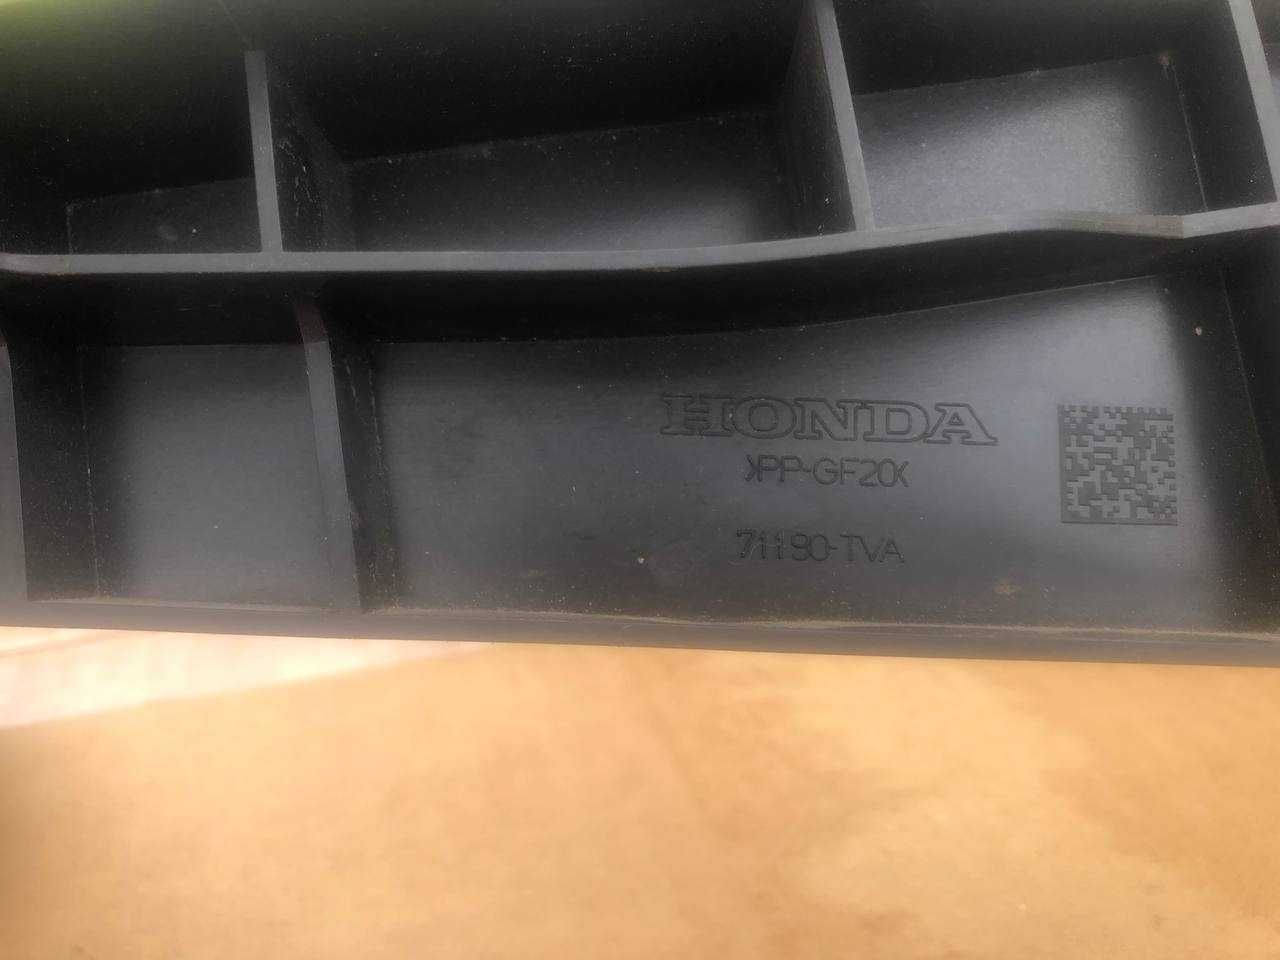 HONDA
>PP-GF20<
71190-TVA